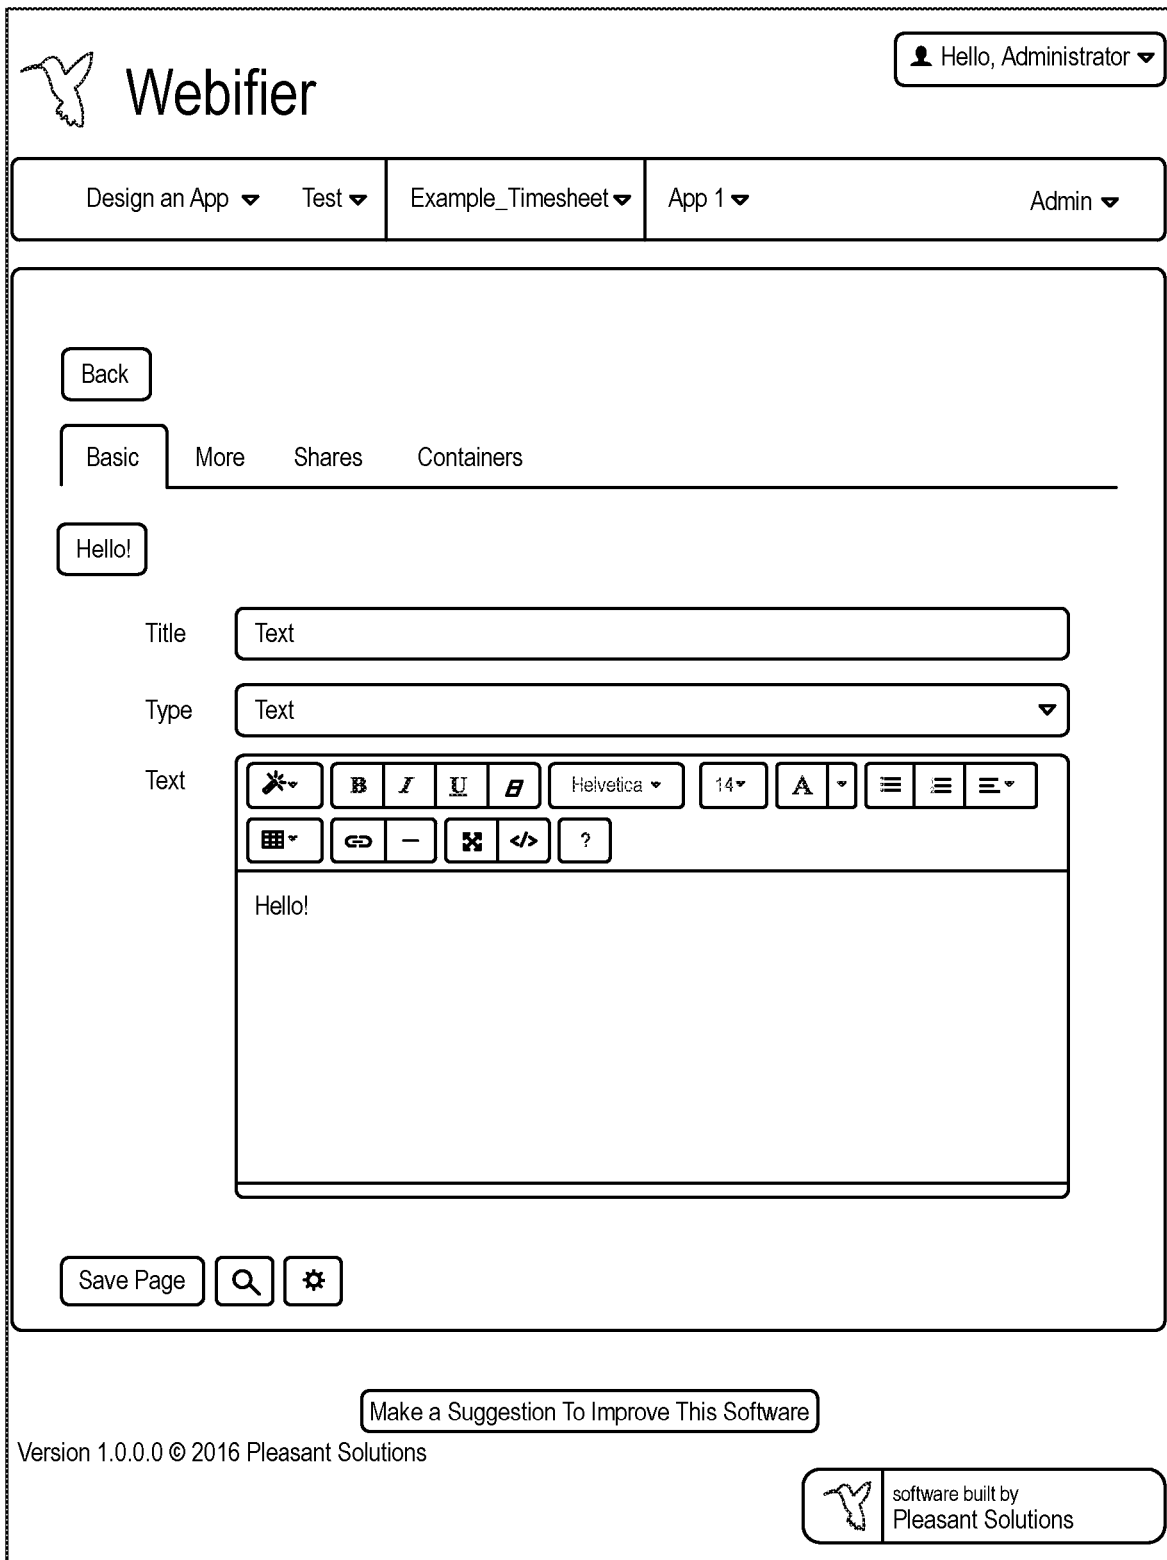 Hello, Administrator
Webifier
Design an App Test Example_Timesheet App 1 Admin
Back
Basic More Shares Containers
Hello!
Title Text
Type Text
Text B I U Helvetica 14 A
</> ?
Hello!
Save Page
Make a Suggestion To Improve This Software
Version 1.0.0.0 © 2016 Pleasant Solutions
software built by
Pleasant Solutions